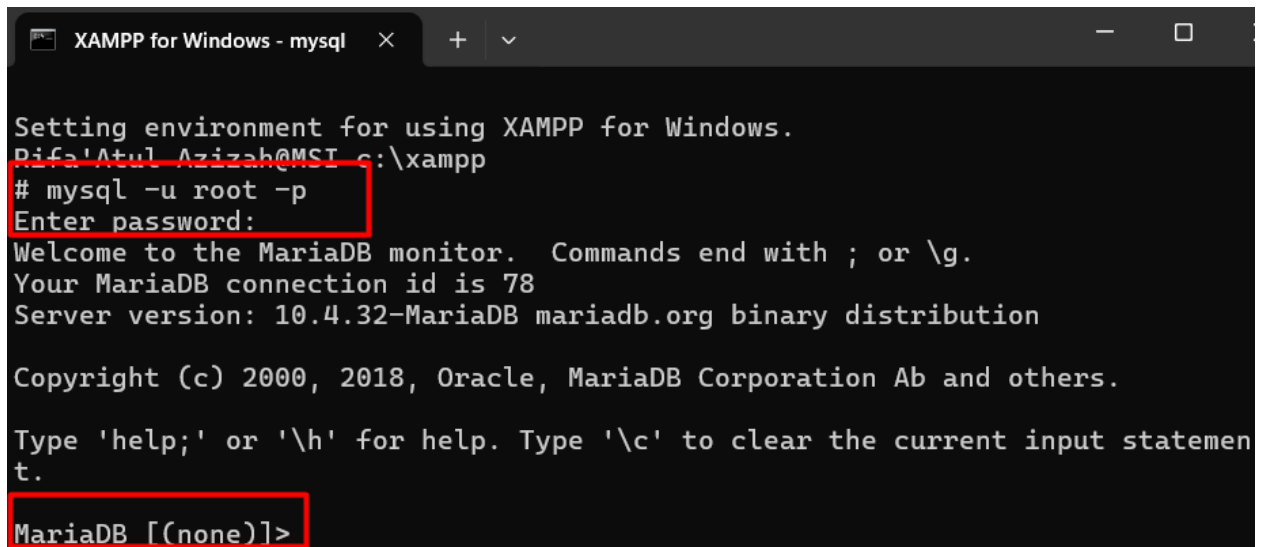 XAMPP for Windows - mysql
Setting environment for using XAMPP for Windows.
Rifa'Atul Azizah@MSI c:\xampp
# mysql -u root -p
Enter password:
Welcome to the MariaDB monitor.  Commands end with ; or \g.
Your MariaDB connection id is 78
Server version: 10.4.32-MariaDB mariadb.org binary distribution
Copyright (c) 2000, 2018, Oracle, MariaDB Corporation Ab and others.
Type 'help;' or '\h' for help. Type '\c' to clear the current input statemen
t.
MariaDB [(none)]>